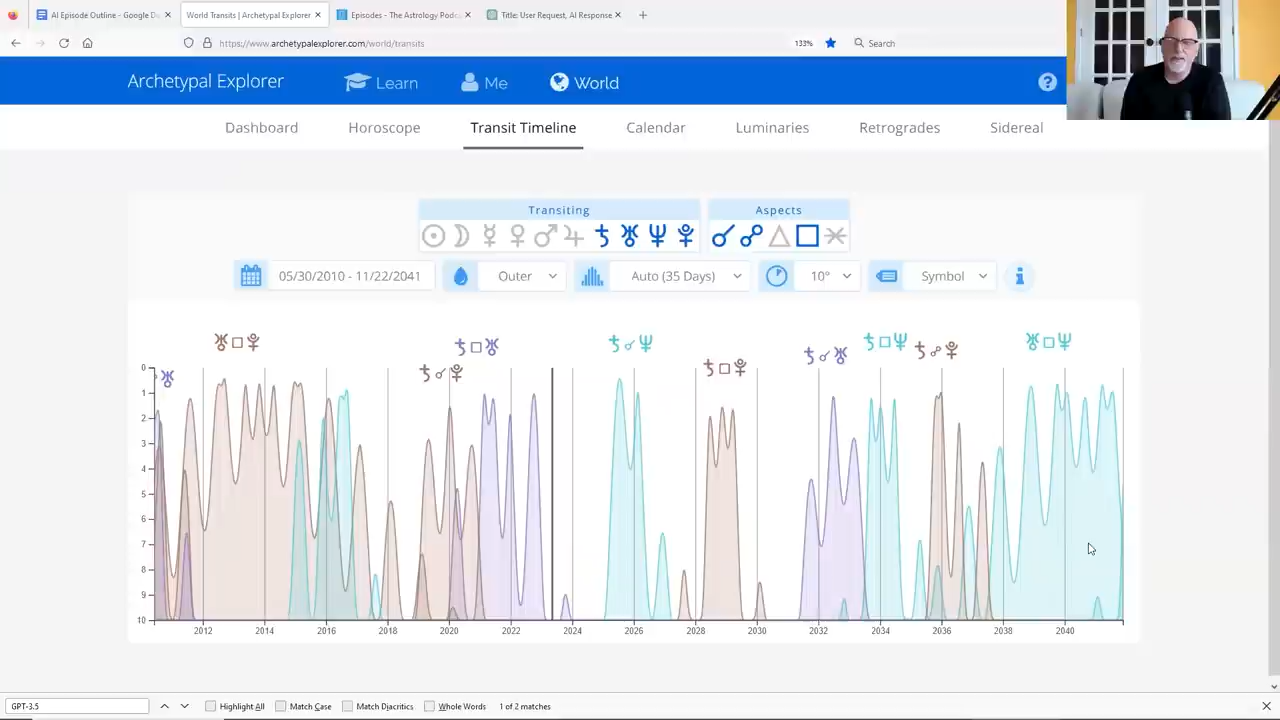 AI Episode Outline - Google De
World Transits | Archetypal Explorer
Episodes - The Astrology Podc
Title: User Request, AI Response
https://www.archetypalexplorer.com/world/transits
133%
Search
Archetypal Explorer
Learn
Me
World
Dashboard
Horoscope
Transit Timeline
Calendar
Luminaries
Retrogrades
Sidereal
Transiting
Aspects
☉☽☿♀♂♃♄♅♆♇
☌☍△□⚹
05/30/2010 - 11/22/2041
Outer
Auto (35 Days)
10°
Symbol
♅□♇
♄□♅
♄☌♆
♄☌♅
♄□♆
♄☍♇
♅□♆
♄☌♇
♄□♇
♅
0
1
2
3
4
5
6
7
8
9
10
2012 2014 2016 2018 2020 2022 2024 2026 2028 2030 2032 2034 2036 2038 2040
GPT-3.5
Highlight All
Match Case
Match Diacritics
Whole Words
1 of 2 matches